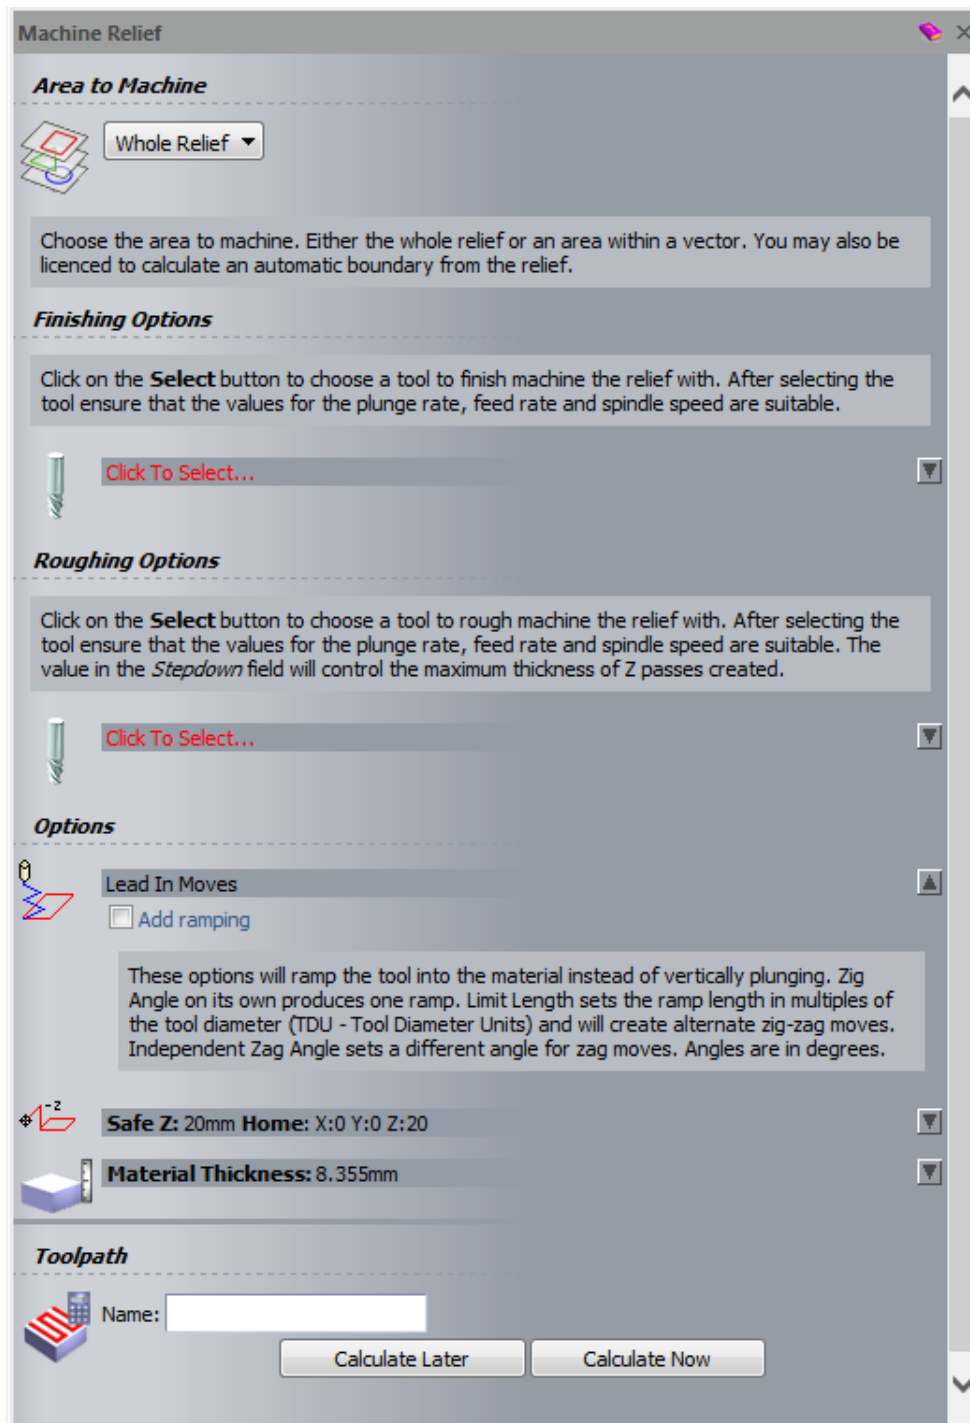 Machine Relief
Area to Machine
Whole Relief
Choose the area to machine. Either the whole relief or an area within a vector. You may also be
licenced to calculate an automatic boundary from the relief.
Finishing Options
Click on the Select button to choose a tool to finish machine the relief with. After selecting the
tool ensure that the values for the plunge rate, feed rate and spindle speed are suitable.
Click To Select...
Roughing Options
Click on the Select button to choose a tool to rough machine the relief with. After selecting the
tool ensure that the values for the plunge rate, feed rate and spindle speed are suitable. The
value in the Stepdown field will control the maximum thickness of Z passes created.
Click To Select...
Options
Lead In Moves
Add ramping
These options will ramp the tool into the material instead of vertically plunging. Zig
Angle on its own produces one ramp. Limit Length sets the ramp length in multiples of
the tool diameter (TDU - Tool Diameter Units) and will create alternate zig-zag moves.
Independent Zag Angle sets a different angle for zag moves. Angles are in degrees.
-z
Safe Z: 20mm Home: X:0 Y:0 Z:20
Material Thickness: 8.355mm
Toolpath
Name:
Calculate Later Calculate Now